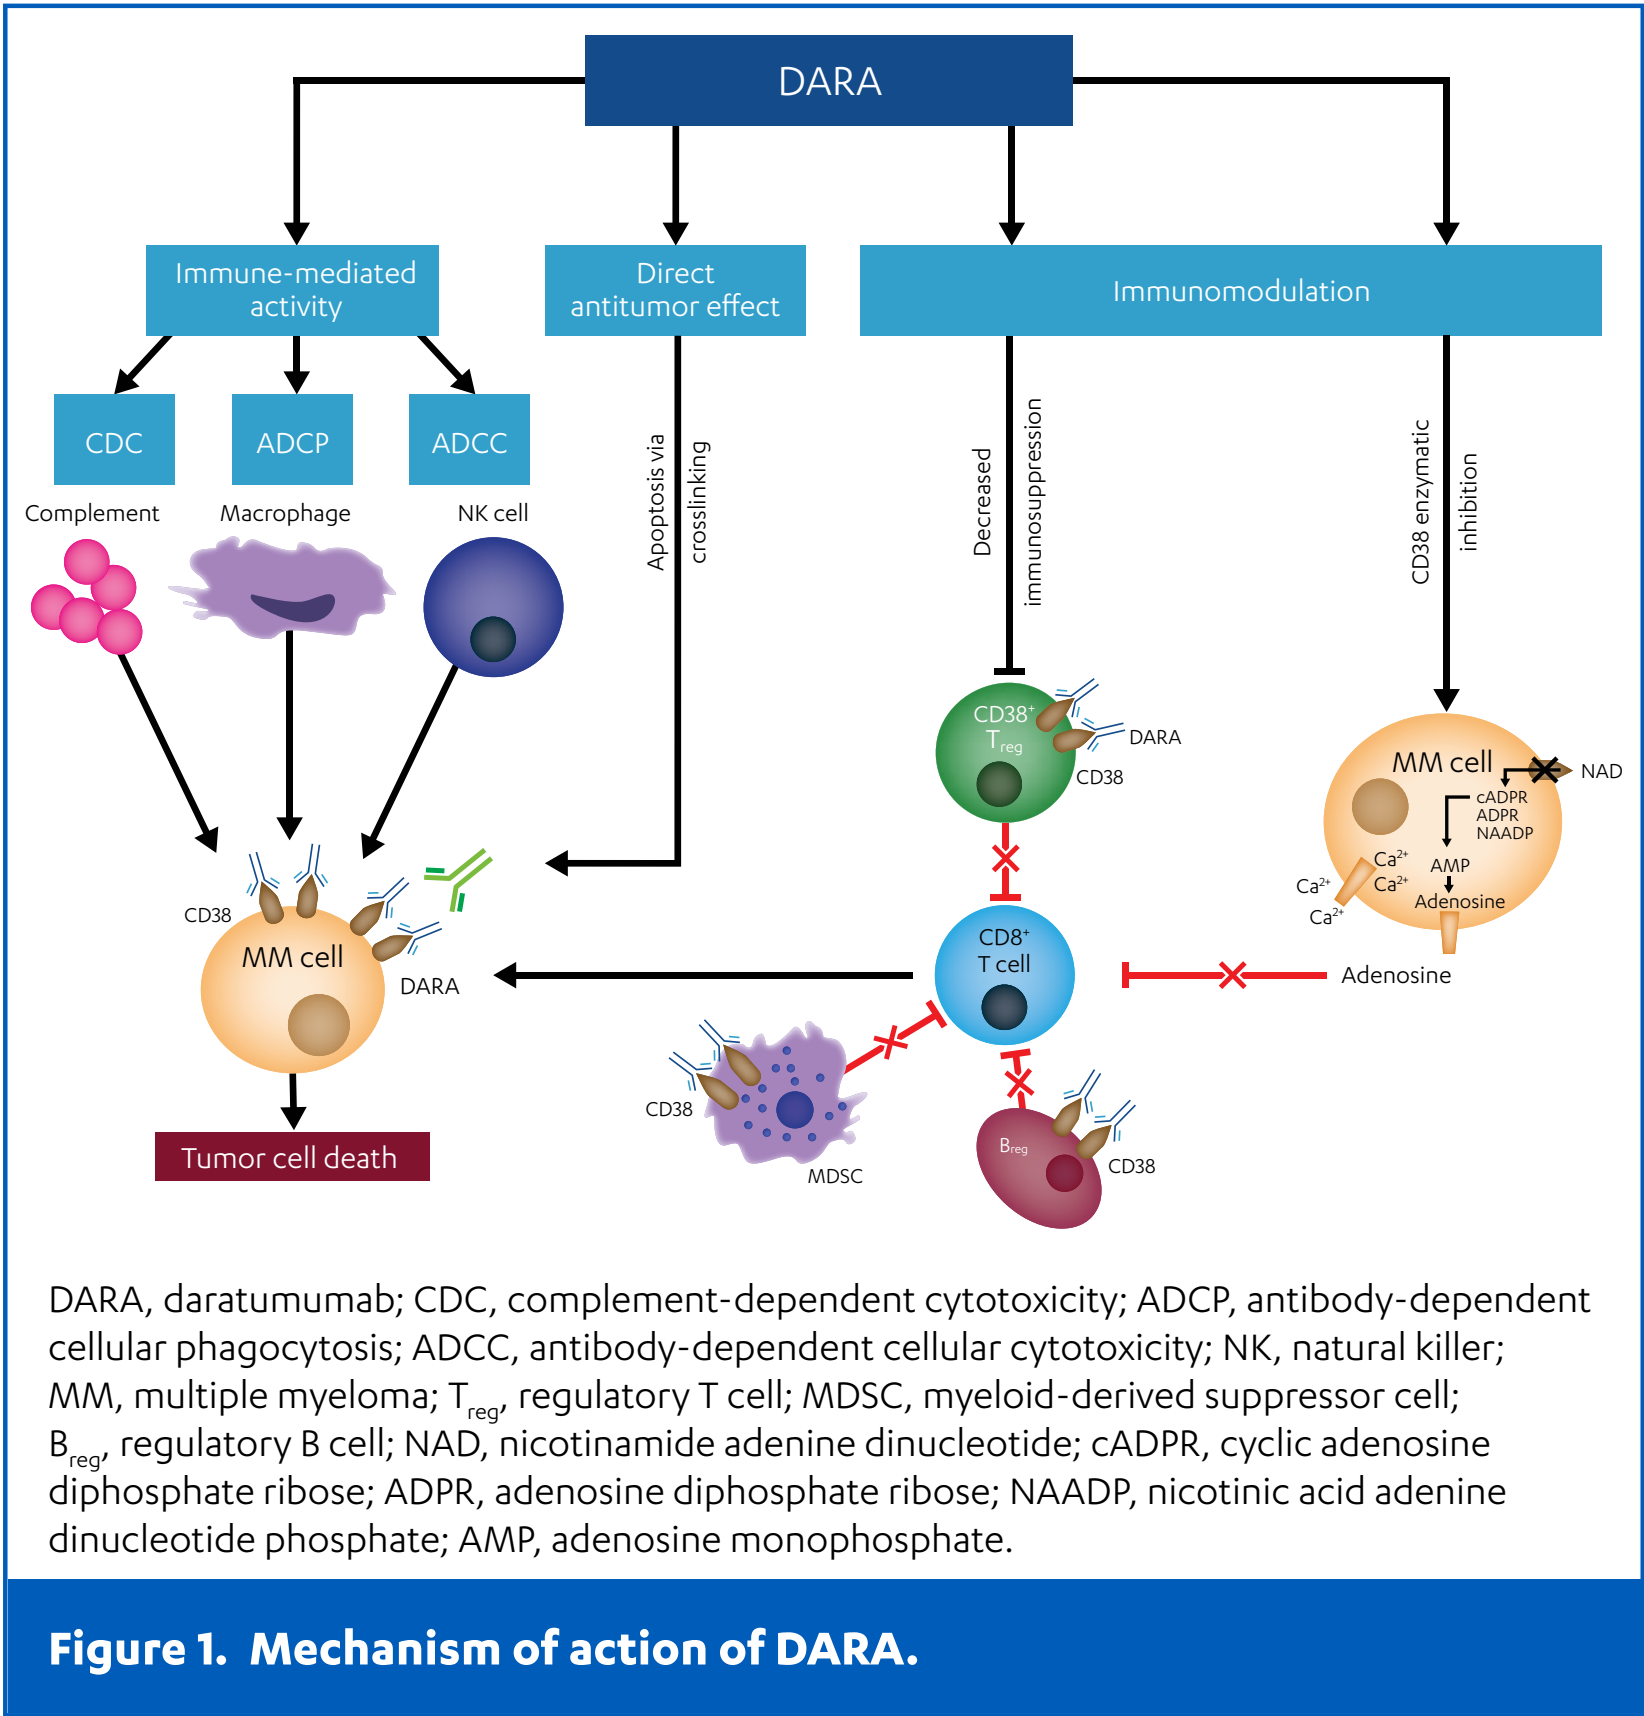 DARA
Immune-mediated
activity
Direct
antitumor effect
Immunomodulation
CDC
ADCP
ADCC
Complement
Macrophage
NK cell
Apoptosis via
crosslinking
Decreased
immunosuppression
CD38 enzymatic
inhibition
CD38⁺
Treg
DARA
CD38
MM cell
NAD
cADPR
ADPR
NAADP
AMP
Adenosine
Ca²⁺
Ca²⁺
Ca²⁺
Ca²⁺
Adenosine
CD38
MM cell
DARA
CD8⁺
T cell
CD38
MDSC
Breg
CD38
Tumor cell death
DARA, daratumumab; CDC, complement-dependent cytotoxicity; ADCP, antibody-dependent
cellular phagocytosis; ADCC, antibody-dependent cellular cytotoxicity; NK, natural killer;
MM, multiple myeloma; Treg, regulatory T cell; MDSC, myeloid-derived suppressor cell;
Breg, regulatory B cell; NAD, nicotinamide adenine dinucleotide; cADPR, cyclic adenosine
diphosphate ribose; ADPR, adenosine diphosphate ribose; NAADP, nicotinic acid adenine
dinucleotide phosphate; AMP, adenosine monophosphate.
Figure 1. Mechanism of action of DARA.